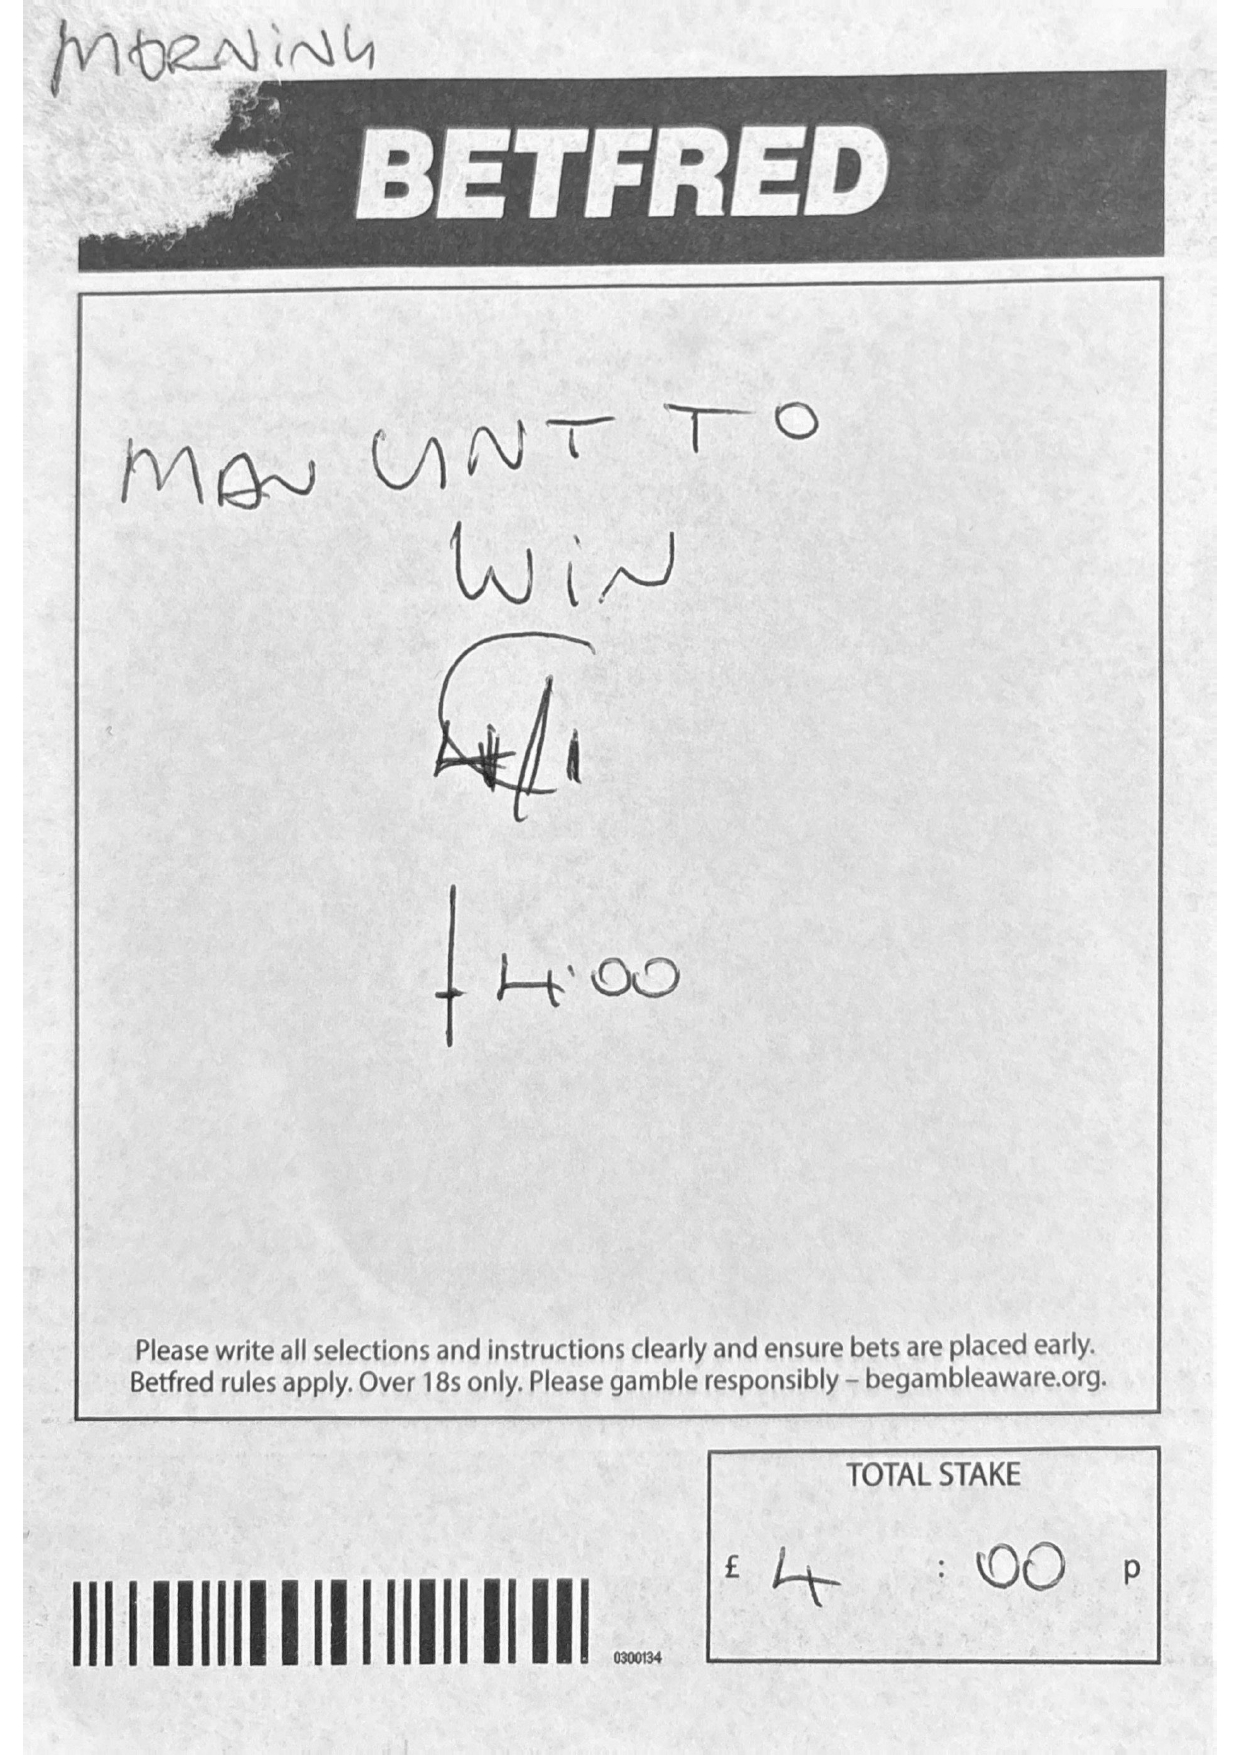 MORNiNG
BETFRED
MAN UNT TO
WiN
/1
£4.00
Please write all selections and instructions clearly and ensure bets are placed early.
Betfred rules apply. Over 18s only. Please gamble responsibly – begambleaware.org.
TOTAL STAKE
£ 4 : 00 p
0300134